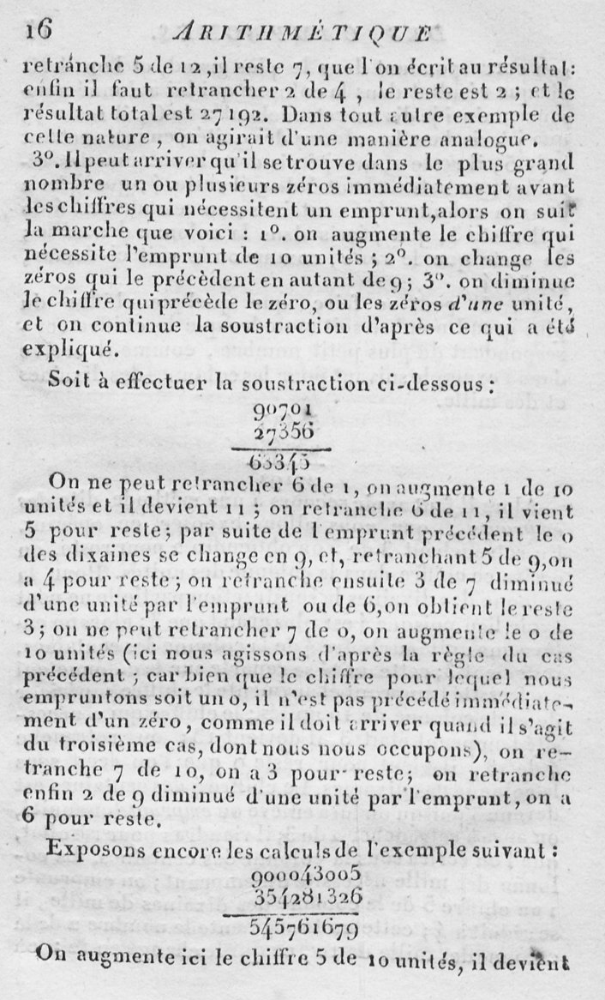 16 ARITHMÉTIQUE
retranche 5 de 12, il reste 7, que l'on écrit au résultat :
enfin il faut retrancher 2 de 4, le reste est 2 ; et le
résultat total est 27192. Dans tout autre exemple de
cette nature, on agirait d'une manière analogue.
3°. Il peut arriver qu'il se trouve dans le plus grand
nombre un ou plusieurs zéros immédiatement avant
les chiffres qui nécessitent un emprunt, alors on suit
la marche que voici : 1°. on augmente le chiffre qui
nécessite l'emprunt de 10 unités ; 2°. on change les
zéros qui le précèdent en autant de 9 ; 3°. on diminue
le chiffre qui précède le zéro, ou les zéros d'une unité,
et on continue la soustraction d'après ce qui a été
expliqué.
Soit à effectuer la soustraction ci-dessous :
90701
27356
63345
On ne peut retrancher 6 de 1, on augmente 1 de 10
unités et il devient 11 ; on retranche 6 de 11, il vient
5 pour reste ; par suite de l'emprunt précédent le 0
des dixaines se change en 9, et, retranchant 5 de 9, on
a 4 pour reste ; on retranche ensuite 3 de 7 diminué
d'une unité par l'emprunt ou de 6, on obtient le reste
3 ; on ne peut retrancher 7 de 0, on augmente le 0 de
10 unités (ici nous agissons d'après la règle du cas
précédent ; car bien que le chiffre pour lequel nous
empruntons soit un 0, il n'est pas précédé immédiate-
ment d'un zéro, comme il doit arriver quand il s'agit
du troisième cas, dont nous nous occupons), on re-
tranche 7 de 10, on a 3 pour reste ; on retranche
enfin 2 de 9 diminué d'une unité par l'emprunt, on a
6 pour reste.
Exposons encore les calculs de l'exemple suivant :
900043005
354281326
545761679
On augmente ici le chiffre 5 de 10 unités, il devient